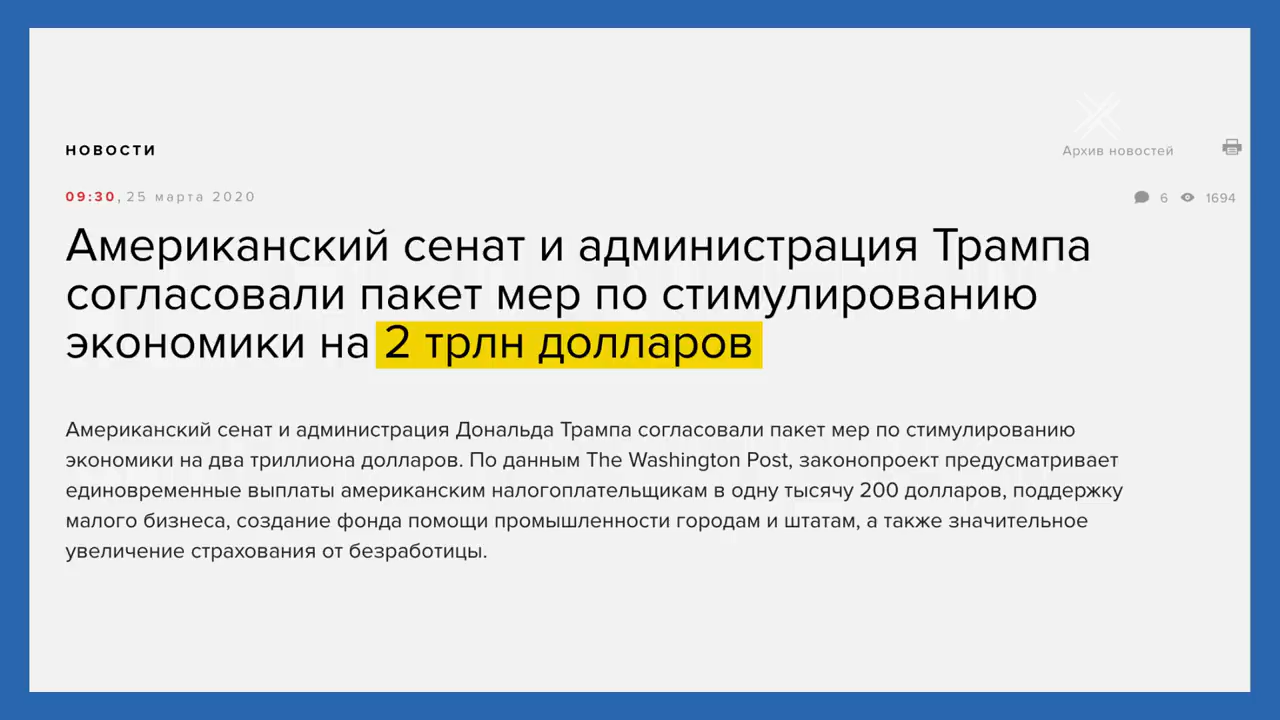 НОВОСТИ
Архив новостей
09:30, 25 марта 2020
6 1694
Американский сенат и администрация Трампа
согласовали пакет мер по стимулированию
экономики на 2 трлн долларов
Американский сенат и администрация Дональда Трампа согласовали пакет мер по стимулированию
экономики на два триллиона долларов. По данным The Washington Post, законопроект предусматривает
единовременные выплаты американским налогоплательщикам в одну тысячу 200 долларов, поддержку
малого бизнеса, создание фонда помощи промышленности городам и штатам, а также значительное
увеличение страхования от безработицы.